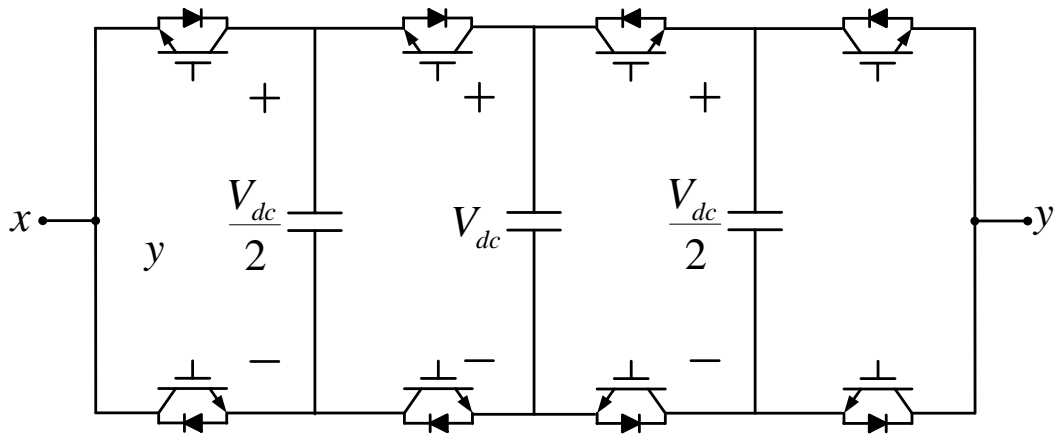 + + +
x V_dc/2 V_dc V_dc/2 y
y
− − −